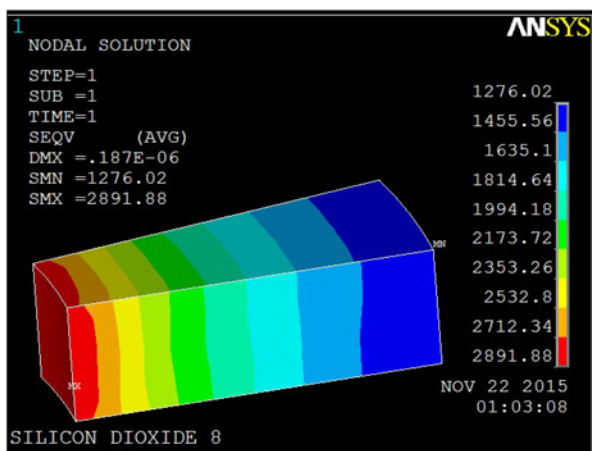 1
ANSYS
NODAL SOLUTION
STEP=1
SUB =1
TIME=1
SEQV (AVG)
DMX =.187E-06
SMN =1276.02
SMX =2891.88
1276.02
1455.56
1635.1
1814.64
1994.18
2173.72
2353.26
2532.8
2712.34
2891.88
MN
MX
NOV 22 2015
01:03:08
SILICON DIOXIDE 8